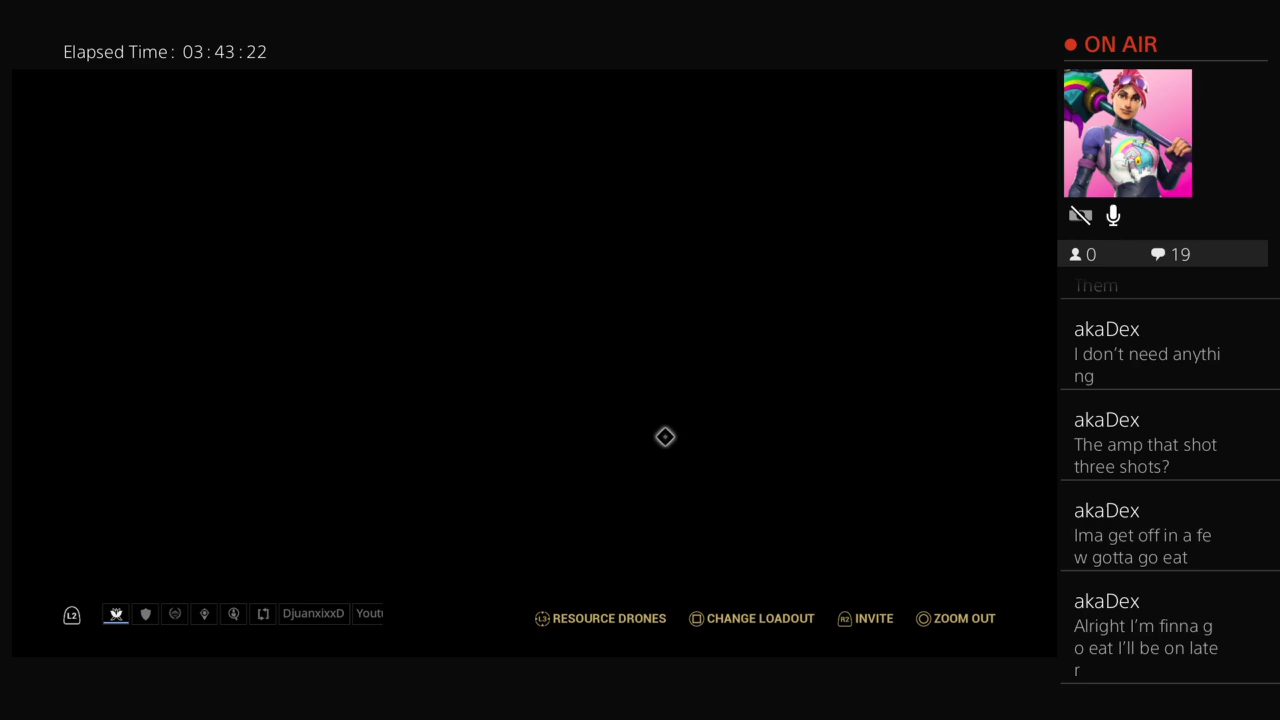 Elapsed Time: 03:43:22
ON AIR
0
19
Them
akaDex
I don't need anythi
ng
akaDex
The amp that shot
three shots?
akaDex
Ima get off in a fe
w gotta go eat
akaDex
Alright I'm finna g
o eat I'll be on late
r
L2
DjuanxixxD
Yout
L3 RESOURCE DRONES
CHANGE LOADOUT
R2 INVITE
ZOOM OUT